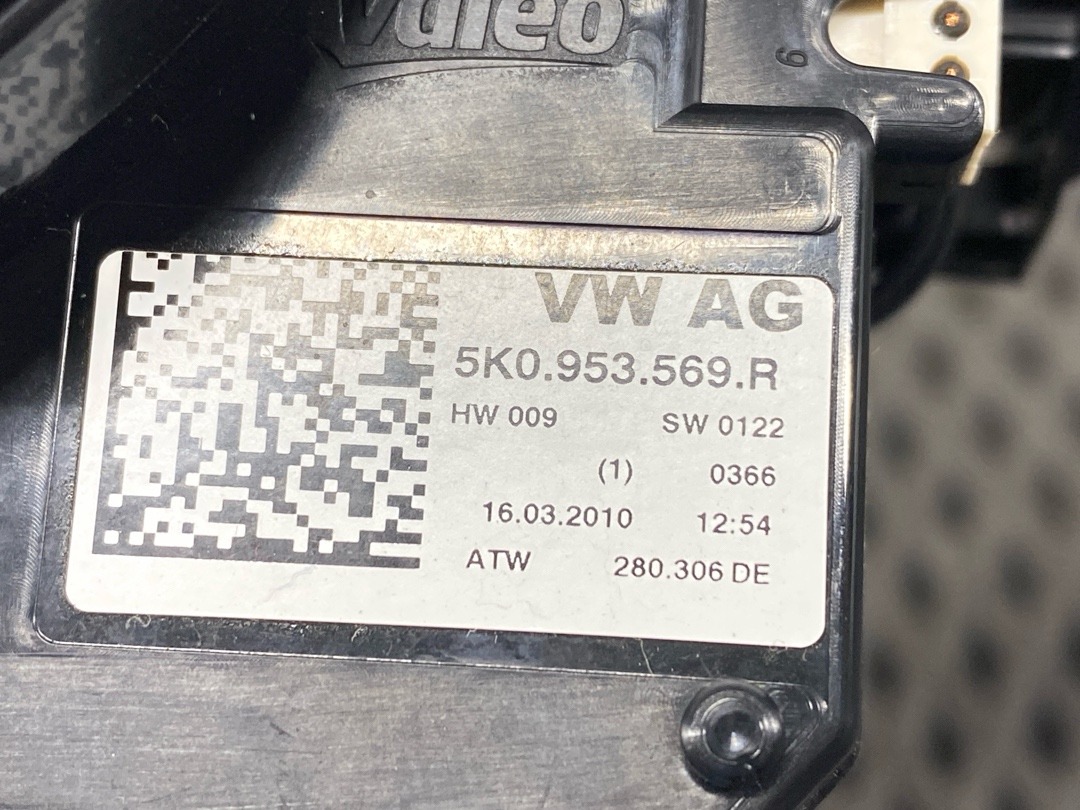 Valeo
9
VW AG
5K0.953.569.R
HW 009 SW 0122
(1) 0366
16.03.2010 12:54
ATW 280.306 DE